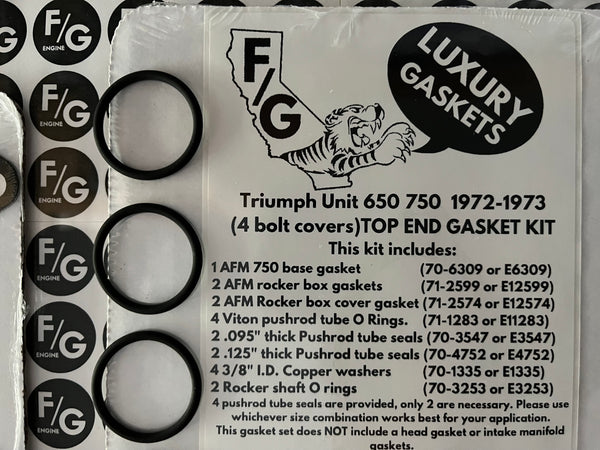 F/G
ENGINE
F/G
ENGINE
F/G
ENGINE
F/G
ENGINE
F/G
ENGINE
F/G
LUXURY
GASKETS
Triumph Unit 650 750 1972-1973
(4 bolt covers)TOP END GASKET KIT
This kit includes:
1 AFM 750 base gasket (70-6309 or E6309)
2 AFM rocker box gaskets (71-2599 or E12599)
2 AFM Rocker box cover gasket (71-2574 or E12574)
4 Viton pushrod tube O Rings. (71-1283 or E11283)
2 .095" thick Pushrod tube seals (70-3547 or E3547)
2 .125" thick Pushrod tube seals (70-4752 or E4752)
4 3/8" I.D. Copper washers (70-1335 or E1335)
2 Rocker shaft O rings (70-3253 or E3253)
4 pushrod tube seals are provided, only 2 are necessary. Please use
whichever size combination works best for your application.
This gasket set does NOT include a head gasket or intake manifold
gaskets.